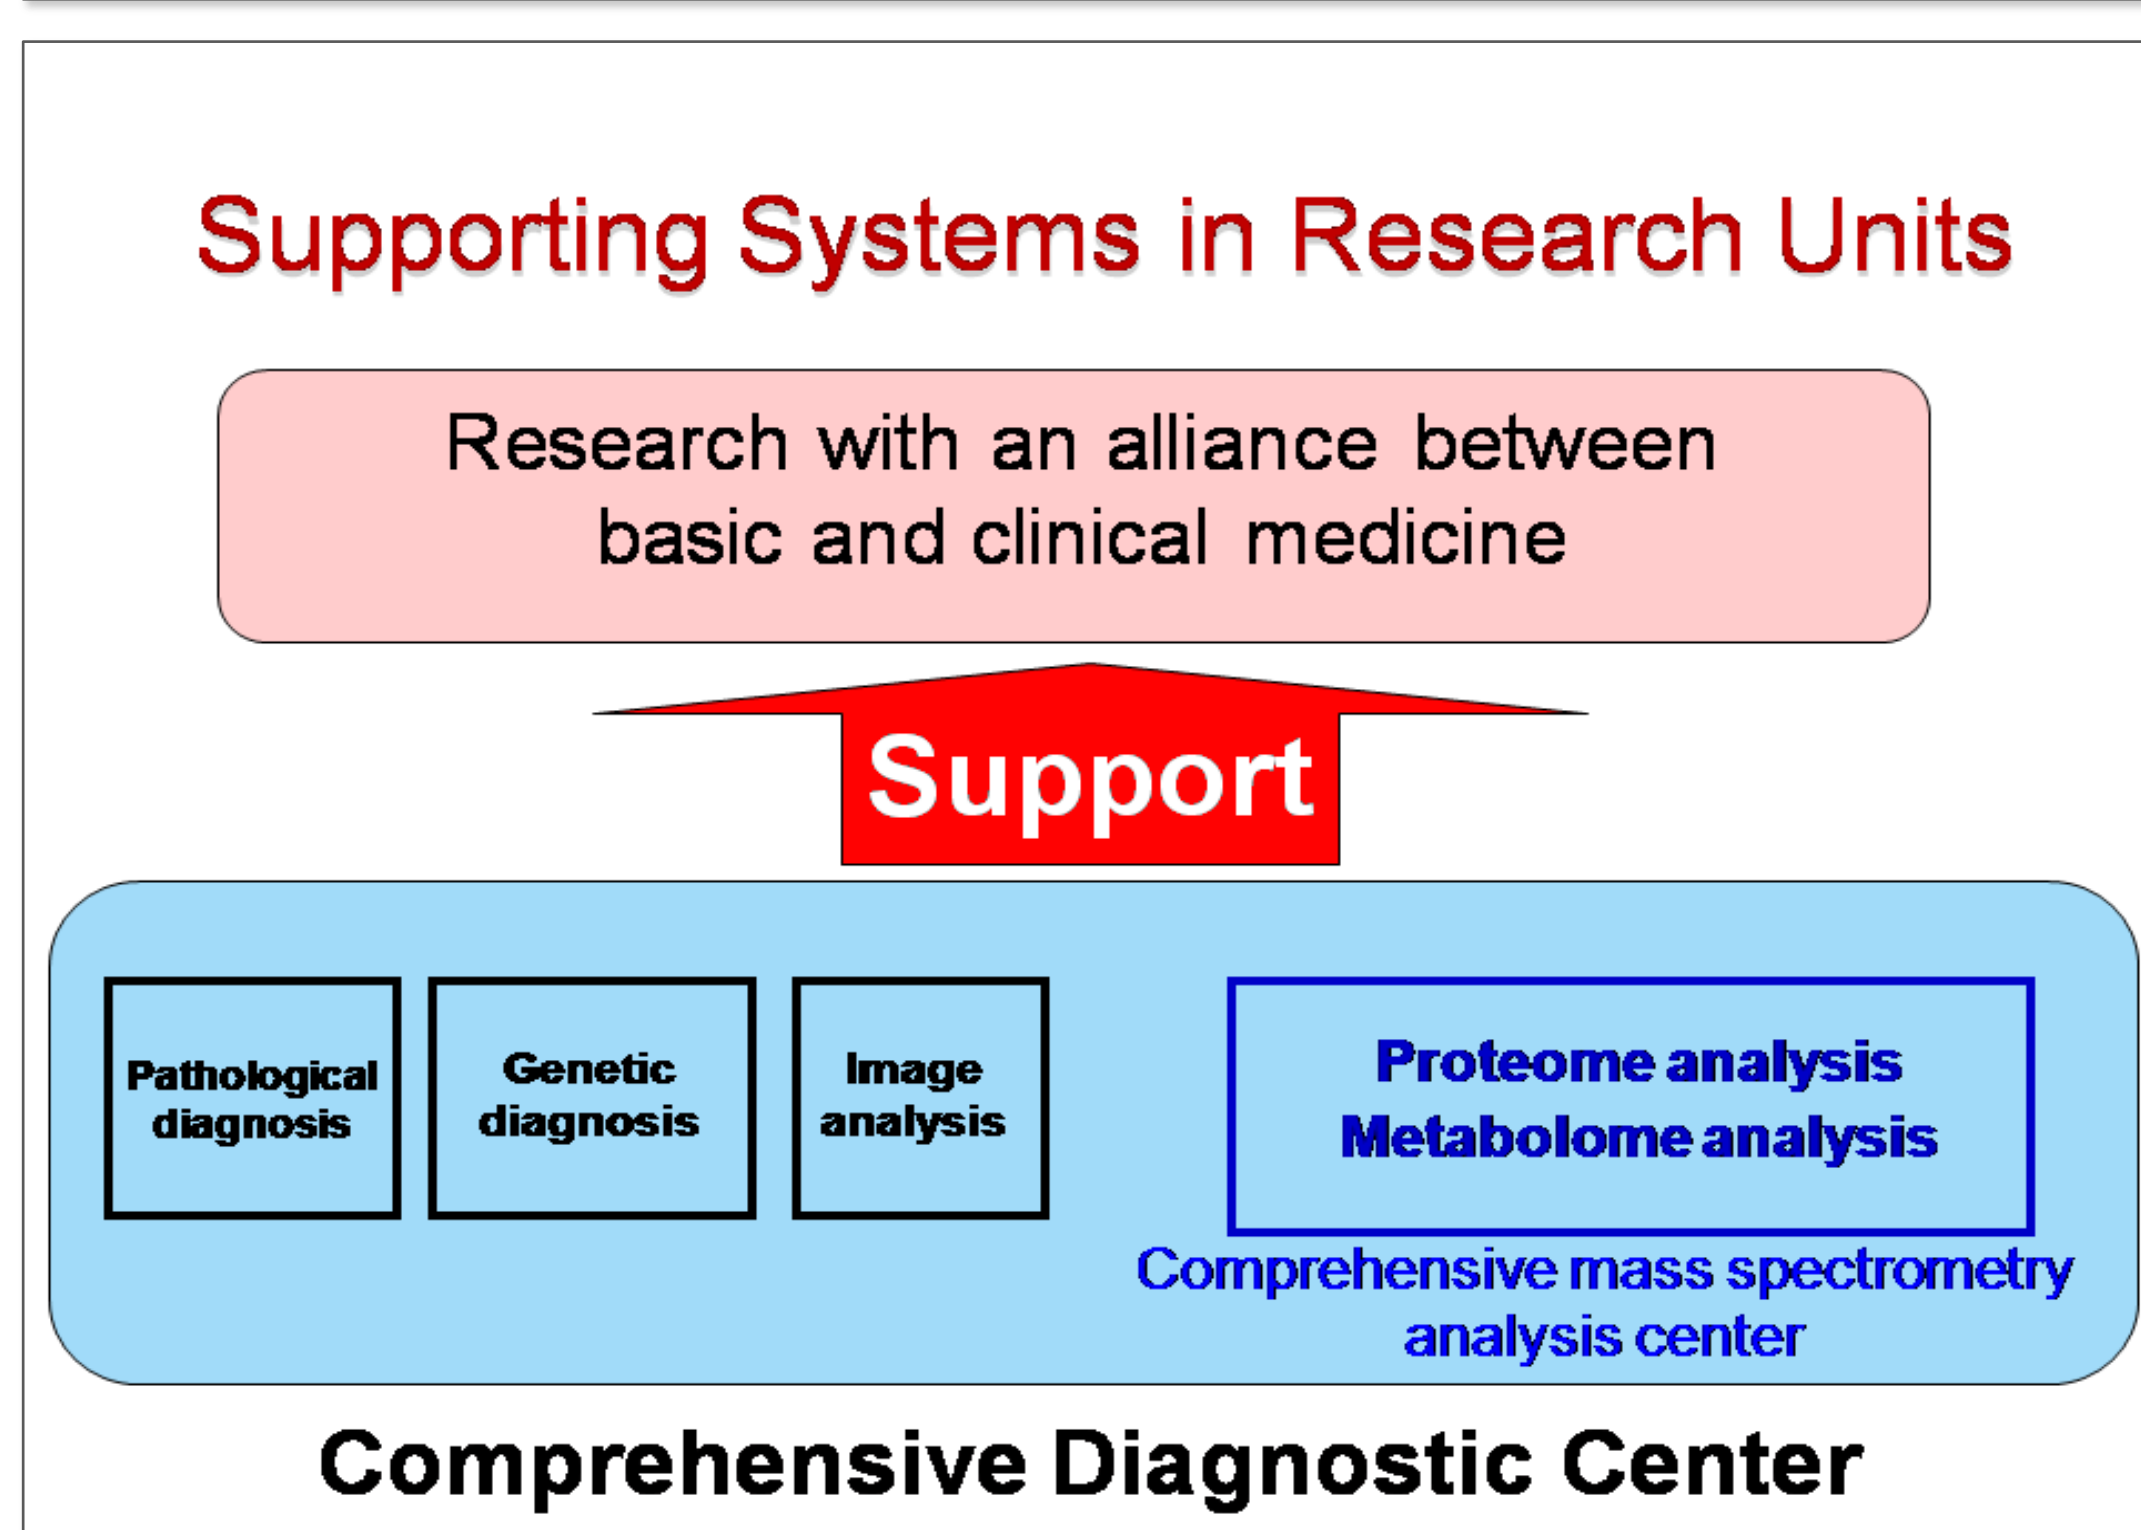 Supporting Systems in Research Units
Research with an alliance between
basic and clinical medicine
Support
Pathological
diagnosis
Genetic
diagnosis
Image
analysis
Proteome analysis
Metabolome analysis
Comprehensive mass spectrometry
analysis center
Comprehensive Diagnostic Center